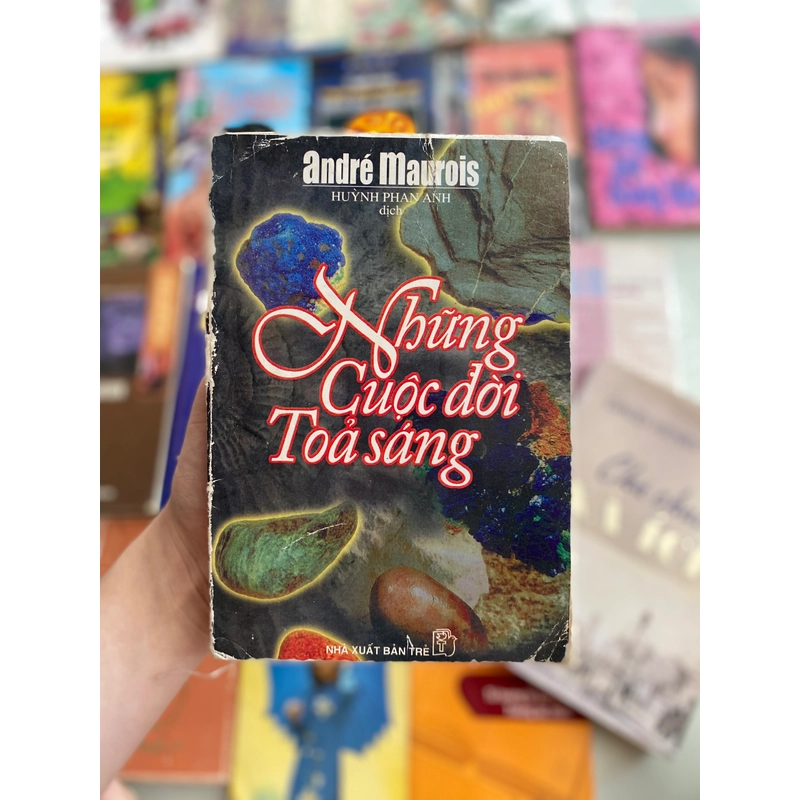 andré Maurois
HUỲNH PHAN ANH
dịch
Những
Cuộc đời
Toả sáng
NHÀ XUẤT BẢN TRẺ